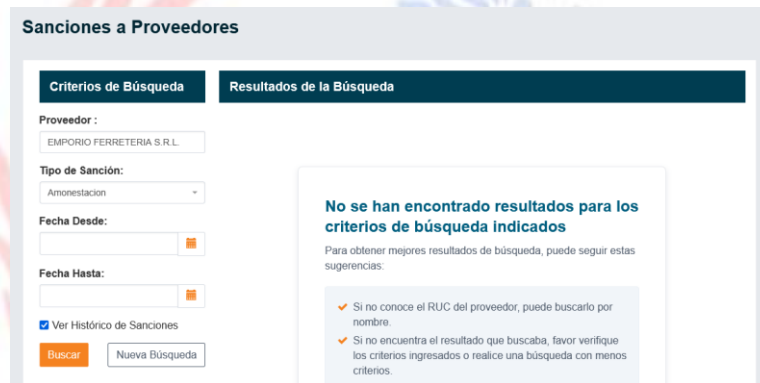 Sanciones a Proveedores
Criterios de Búsqueda
Resultados de la Búsqueda
Proveedor :
EMPORIO FERRETERIA S.R.L.
Tipo de Sanción:
Amonestacion
Fecha Desde:
Fecha Hasta:
Ver Histórico de Sanciones
Buscar
Nueva Búsqueda
No se han encontrado resultados para los
criterios de búsqueda indicados
Para obtener mejores resultados de búsqueda, puede seguir estas
sugerencias:
Si no conoce el RUC del proveedor, puede buscarlo por
nombre.
Si no encuentra el resultado que buscaba, favor verifique
los criterios ingresados o realice una búsqueda con menos
criterios.